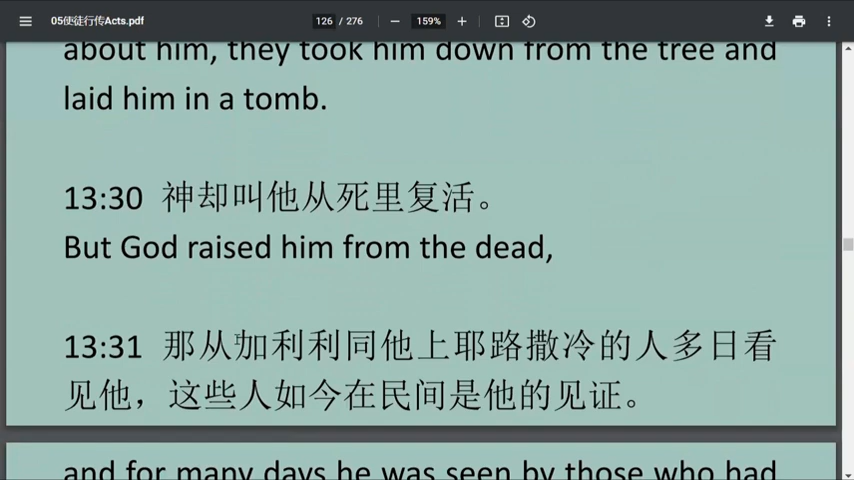 05使徒行传Acts.pdf
126 / 276
159%
about him, they took him down from the tree and
laid him in a tomb.
13:30 神却叫他从死里复活。
But God raised him from the dead,
13:31 那从加利利同他上耶路撒冷的人多日看
见他，这些人如今在民间是他的见证。
and for many days he was seen by those who had